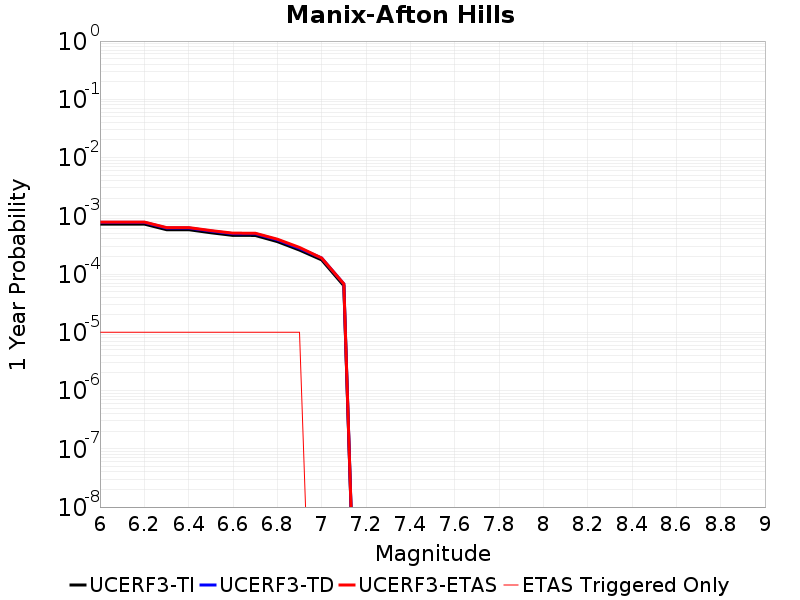 Manix-Afton Hills
1 Year Probability
10^0
10^-1
10^-2
10^-3
10^-4
10^-5
10^-6
10^-7
10^-8
6 6.2 6.4 6.6 6.8 7 7.2 7.4 7.6 7.8 8 8.2 8.4 8.6 8.8 9
Magnitude
UCERF3-TI UCERF3-TD UCERF3-ETAS ETAS Triggered Only